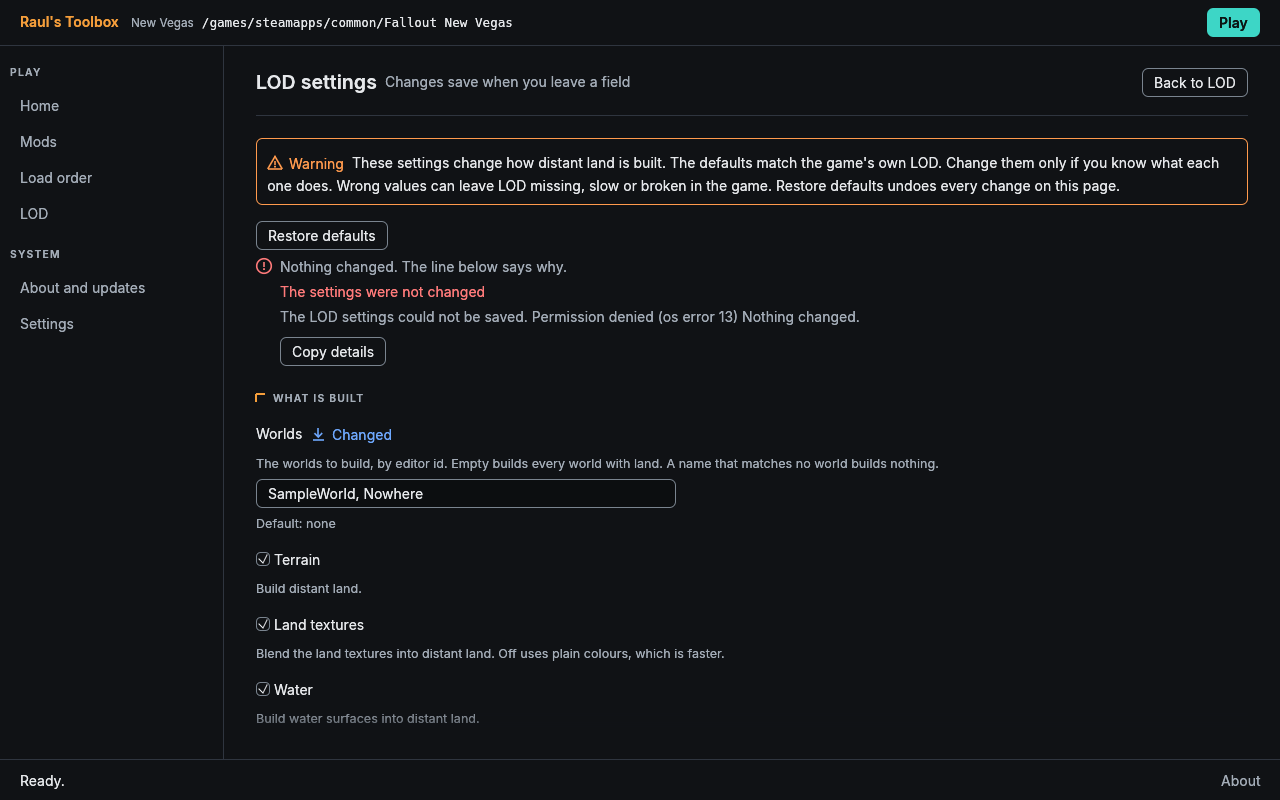 Raul's Toolbox New Vegas /games/steamapps/common/Fallout New Vegas Play
PLAY
Home
Mods
Load order
LOD
SYSTEM
About and updates
Settings
LOD settings Changes save when you leave a field Back to LOD
Warning These settings change how distant land is built. The defaults match the game's own LOD. Change them only if you know what each
one does. Wrong values can leave LOD missing, slow or broken in the game. Restore defaults undoes every change on this page.
Restore defaults
Nothing changed. The line below says why.
The settings were not changed
The LOD settings could not be saved. Permission denied (os error 13) Nothing changed.
Copy details
WHAT IS BUILT
Worlds Changed
The worlds to build, by editor id. Empty builds every world with land. A name that matches no world builds nothing.
SampleWorld, Nowhere
Default: none
Terrain
Build distant land.
Land textures
Blend the land textures into distant land. Off uses plain colours, which is faster.
Water
Build water surfaces into distant land.
Ready. About